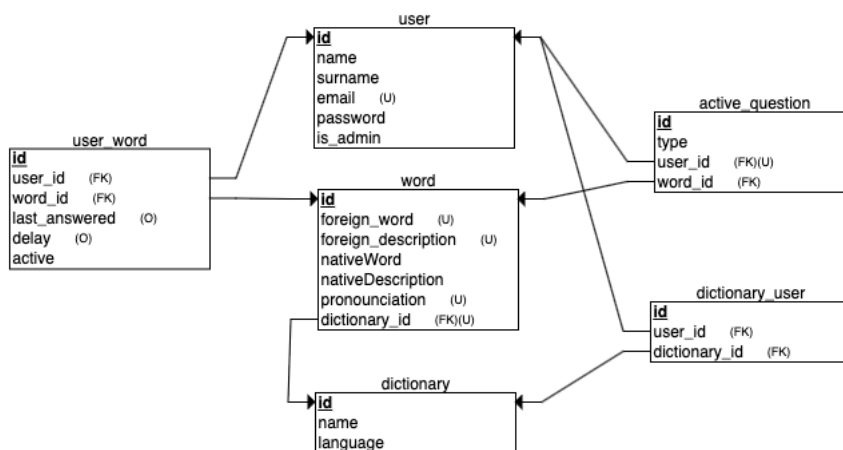 user
id
name
surname
email (U)
password
is_admin
user_word
id
user_id (FK)
word_id (FK)
last_answered (O)
delay (O)
active
word
id
foreign_word (U)
foreign_description (U)
nativeWord
nativeDescription
pronounciation (U)
dictionary_id (FK)(U)
active_question
id
type
user_id (FK)(U)
word_id (FK)
dictionary_user
id
user_id (FK)
dictionary_id (FK)
dictionary
id
name
language